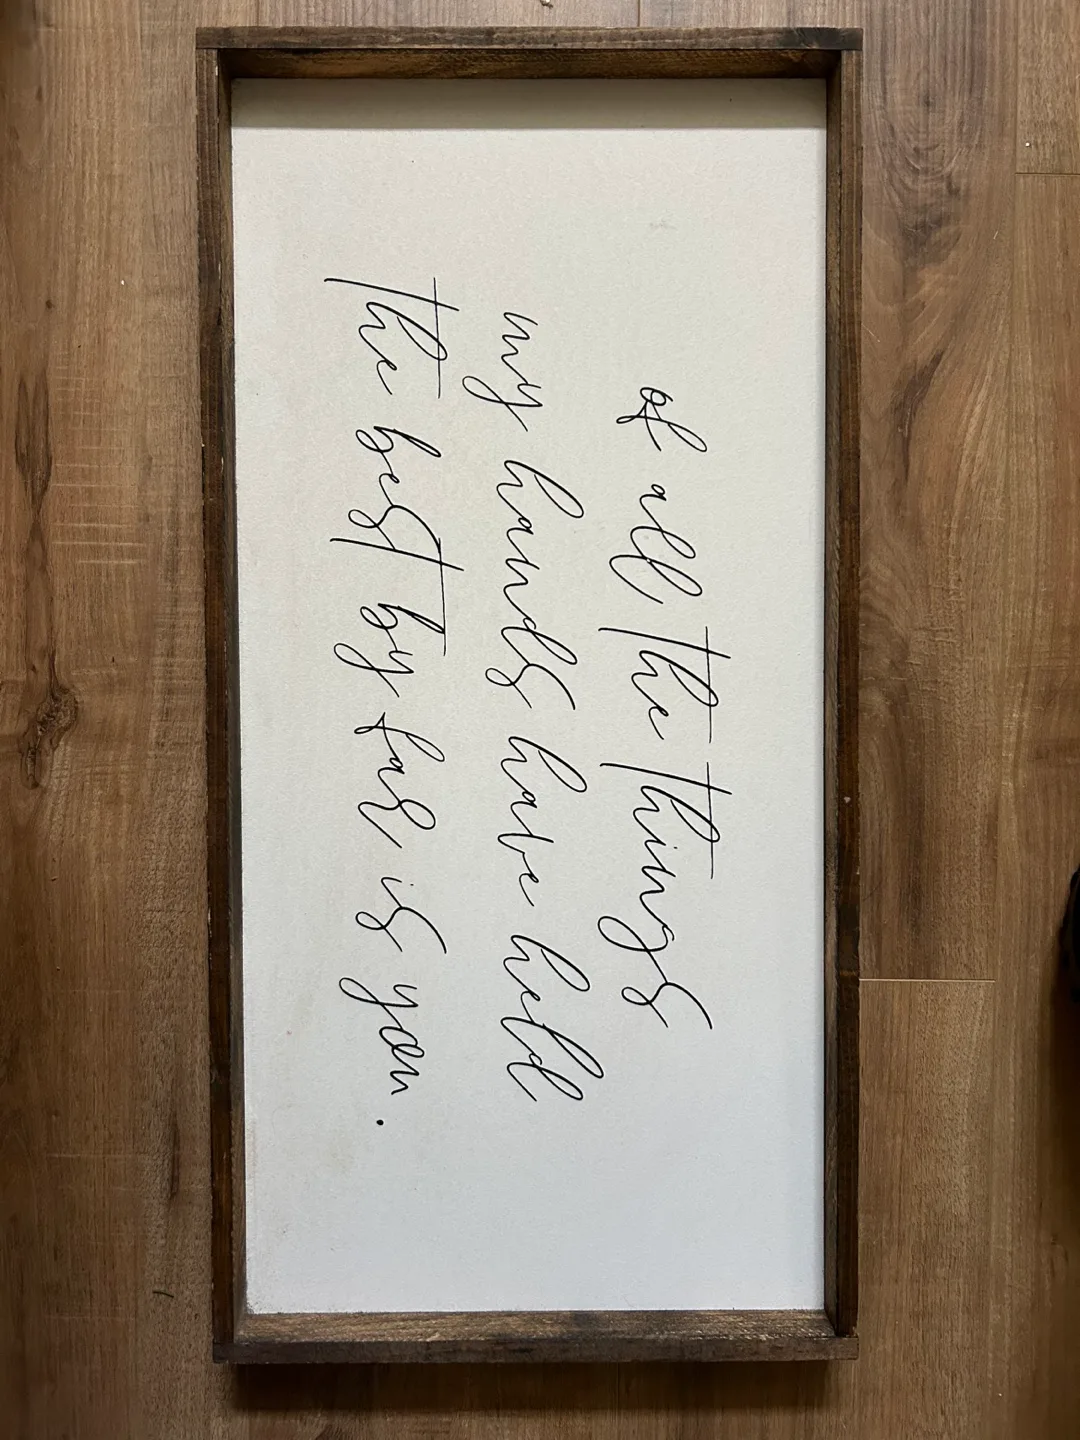 of all the things
my hands have held
the best by far is you.